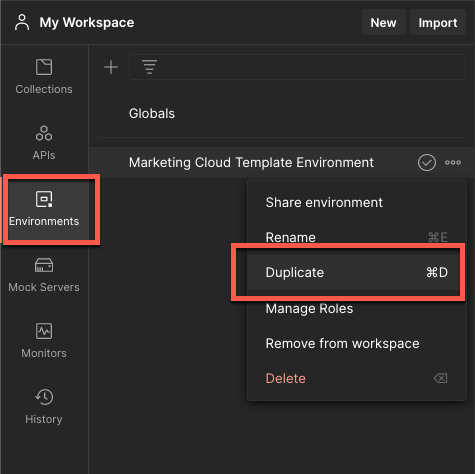 My Workspace New Import
Collections
APIs
Environments
Mock Servers
Monitors
History
Globals
Marketing Cloud Template Environment
Share environment
Rename ⌘E
Duplicate ⌘D
Manage Roles
Remove from workspace
Delete ⌫